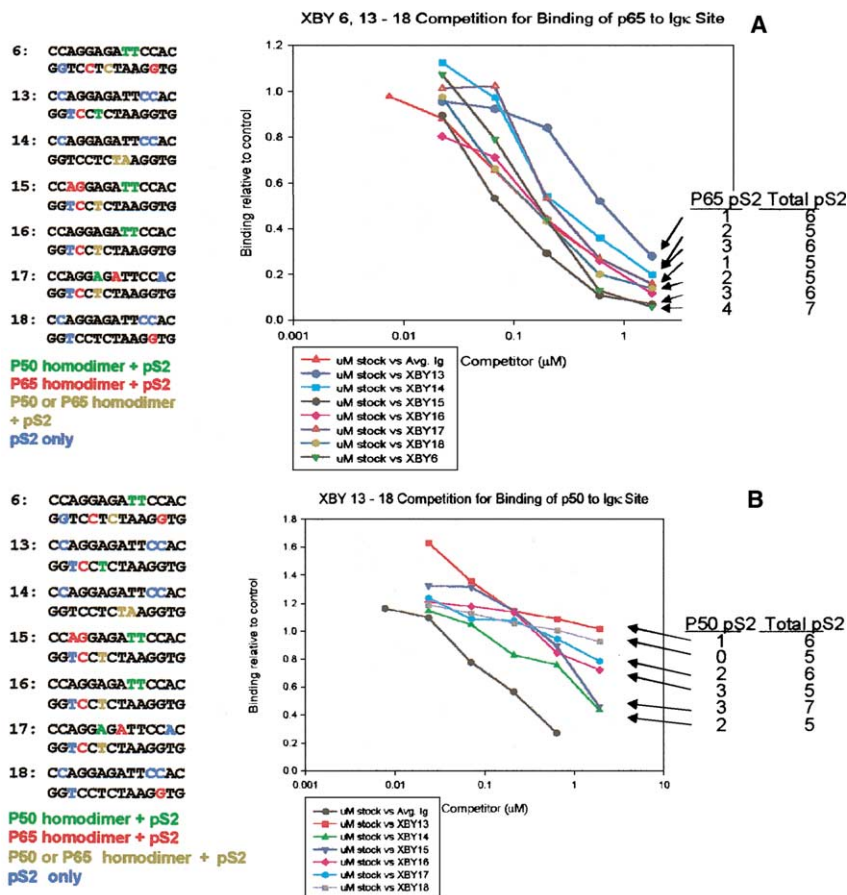 XBY 6, 13 - 18 Competition for Binding of p65 to Igκ Site
A
6: CCAGGAGATTCCAC
GGTCCTCTAAGGTG
13: CCAGGAGATTCCAC
GGTCCTCTAAGGTG
14: CCAGGAGATTCCAC
GGTCCTCTAAGGTG
15: CCAGGAGATTCCAC
GGTCCTCTAAGGTG
16: CCAGGAGATTCCAC
GGTCCTCTAAGGTG
17: CCAGGAGATTCCAC
GGTCCTCTAAGGTG
18: CCAGGAGATTCCAC
GGTCCTCTAAGGTG
P50 homodimer + pS2
P65 homodimer + pS2
P50 or P65 homodimer
+ pS2
pS2 only
Binding relative to control
1.2
1.0
0.8
0.6
0.4
0.2
0.0
0.001 0.01 0.1 1
Competitor (µM)
uM stock vs Avg. Ig
uM stock vs XBY13
uM stock vs XBY14
uM stock vs XBY15
uM stock vs XBY16
uM stock vs XBY17
uM stock vs XBY18
uM stock vs XBY6
P65 pS2 Total pS2
1 6
2 5
3 6
1 5
2 5
3 6
4 7
XBY 13 - 18 Competition for Binding of p50 to Igκ Site
B
6: CCAGGAGATTCCAC
GGTCCTCTAAGGTG
13: CCAGGAGATTCCAC
GGTCCTCTAAGGTG
14: CCAGGAGATTCCAC
GGTCCTCTAAGGTG
15: CCAGGAGATTCCAC
GGTCCTCTAAGGTG
16: CCAGGAGATTCCAC
GGTCCTCTAAGGTG
17: CCAGGAGATTCCAC
GGTCCTCTAAGGTG
18: CCAGGAGATTCCAC
GGTCCTCTAAGGTG
P50 homodimer + pS2
P65 homodimer + pS2
P50 or P65 homodimer + pS2
pS2 only
Binding relative to control
1.8
1.6
1.4
1.2
1.0
0.8
0.6
0.4
0.2
0.0
0.001 0.01 0.1 1 10
Competitor (µM)
uM stock vs Avg. Ig
uM stock vs XBY13
uM stock vs XBY14
uM stock vs XBY15
uM stock vs XBY16
uM stock vs XBY17
uM stock vs XBY18
P50 pS2 Total pS2
1 6
0 5
2 6
3 5
3 7
2 5